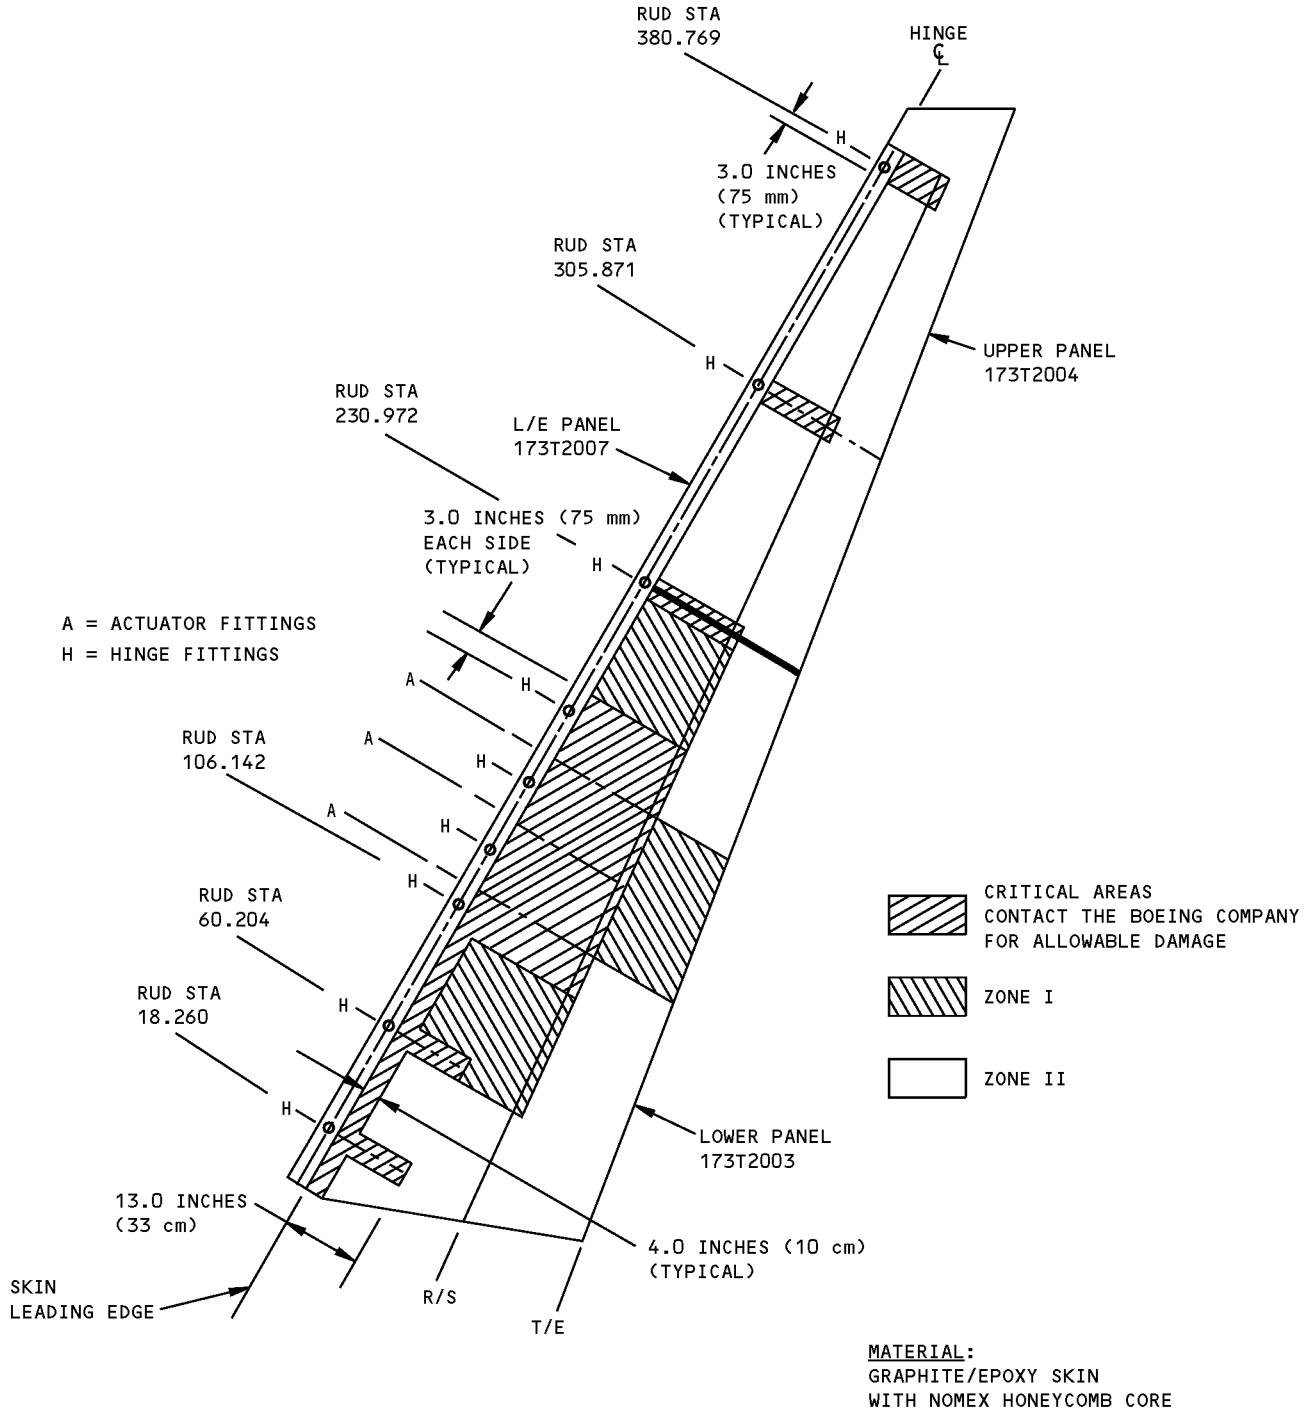 RUD STA
380.769
HINGE
℄
H
3.0 INCHES
(75 mm)
(TYPICAL)
RUD STA
305.871
H
UPPER PANEL
173T2004
RUD STA
230.972
L/E PANEL
173T2007
3.0 INCHES (75 mm)
EACH SIDE
(TYPICAL)
H
A = ACTUATOR FITTINGS
H = HINGE FITTINGS
A
H
RUD STA
106.142
A
H
A
H
H
RUD STA
60.204
CRITICAL AREAS
CONTACT THE BOEING COMPANY
FOR ALLOWABLE DAMAGE
RUD STA
18.260
H
ZONE I
ZONE II
H
LOWER PANEL
173T2003
13.0 INCHES
(33 cm)
4.0 INCHES (10 cm)
(TYPICAL)
SKIN
LEADING EDGE
R/S
T/E
MATERIAL:
GRAPHITE/EPOXY SKIN
WITH NOMEX HONEYCOMB CORE